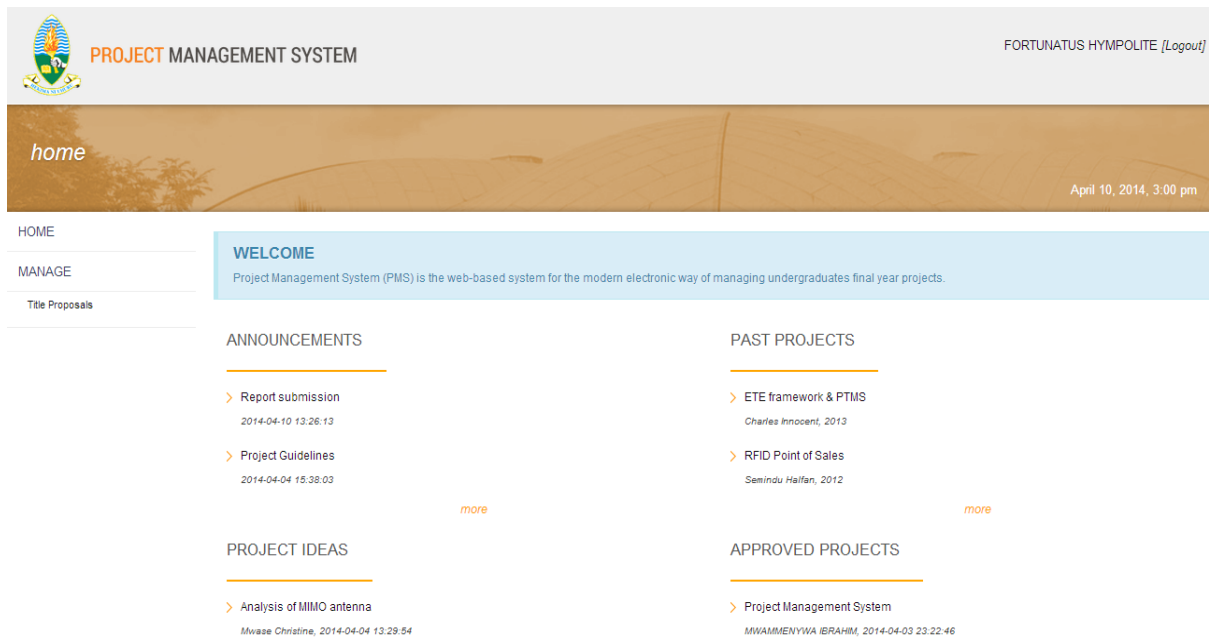 PROJECT MANAGEMENT SYSTEM
FORTUNATUS HYMPOLITE [Logout]
home
April 10, 2014, 3:00 pm
HOME
MANAGE
Title Proposals
WELCOME
Project Management System (PMS) is the web-based system for the modern electronic way of managing undergraduates final year projects.
ANNOUNCEMENTS
Report submission
2014-04-10 13:26:13
Project Guidelines
2014-04-04 15:38:03
more
PAST PROJECTS
ETE framework & PTMS
Charles Innocent, 2013
RFID Point of Sales
Semindu Halfan, 2012
more
PROJECT IDEAS
Analysis of MIMO antenna
Mwase Christine, 2014-04-04 13:29:54
APPROVED PROJECTS
Project Management System
MWAMMENYWA IBRAHIM, 2014-04-03 23:22:46